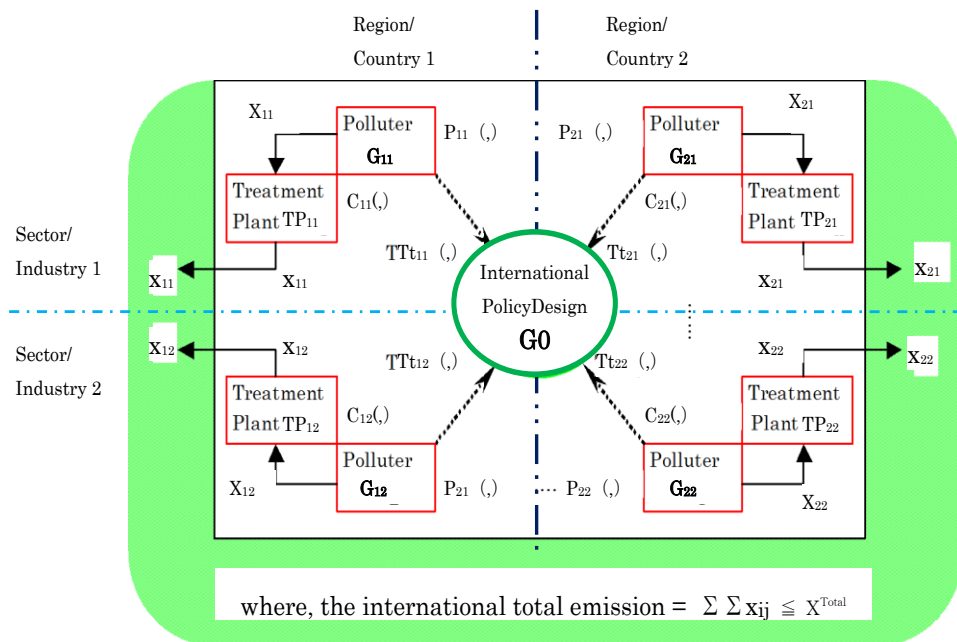 Region/
Country 1
Region/
Country 2
X₁₁
Polluter
G₁₁
P₁₁ (,)
P₂₁ (,)
Polluter
G₂₁
X₂₁
Treatment
Plant TP₁₁
C₁₁(,)
C₂₁(,)
Treatment
Plant TP₂₁
Sector/
Industry 1
TTt₁₁ (,)
Tt₂₁ (,)
x₁₁
x₁₁
International
PolicyDesign
G0
x₂₁
x₂₁
......
Sector/
Industry 2
x₁₂
x₁₂
TTt₁₂ (,)
Tt₂₂ (,)
x₂₂
x₂₂
Treatment
Plant TP₁₂
C₁₂(,)
C₂₂(,)
Treatment
Plant TP₂₂
X₁₂
Polluter
G₁₂
P₂₁ (,)
... P₂₂ (,)
Polluter
G₂₂
X₂₂
where, the international total emission = Σ Σ xij ≦ X^Total